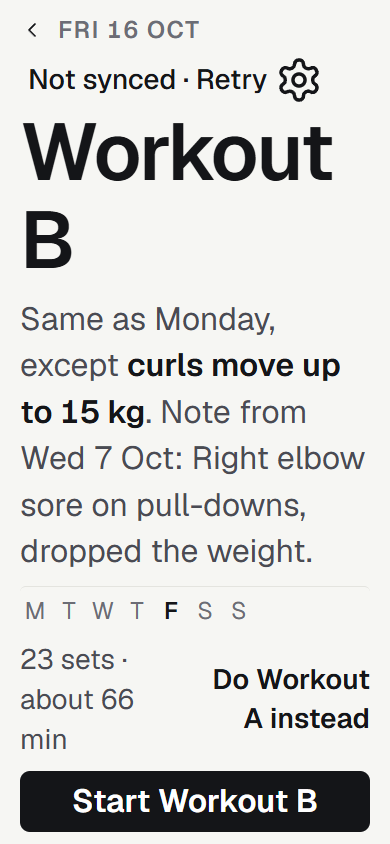 FRI 16 OCT
Not synced · Retry
Workout
B
Same as Monday,
except curls move up
to 15 kg. Note from
Wed 7 Oct: Right elbow
sore on pull-downs,
dropped the weight.
M T W T F S S
23 sets ·
about 66
min
Do Workout
A instead
Start Workout B